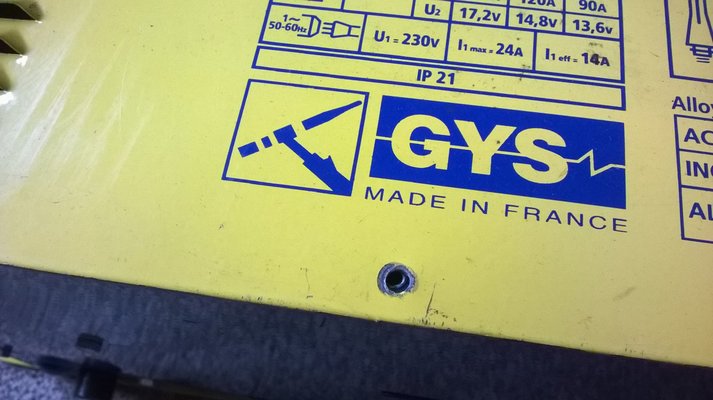 120A 90A
U2 17,2v 14,8v 13,6v
1~
50-60Hz U1 = 230v I1 max = 24A I1 eff = 14A
IP 21
GYS
MADE IN FRANCE
Allo
AC
INO
AL